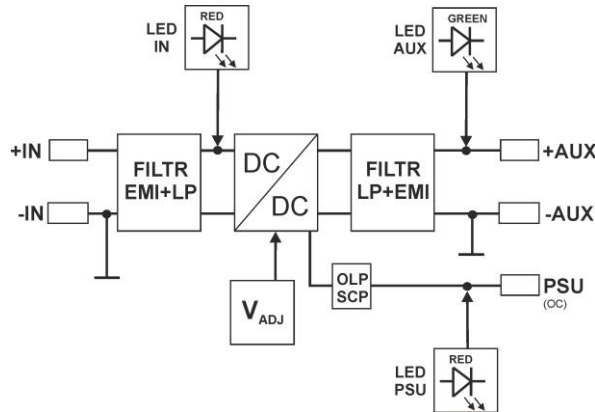 LED
IN
RED
LED
AUX
GREEN
+IN
-IN
FILTR
EMI+LP
DC
DC
FILTR
LP+EMI
+AUX
-AUX
VADJ
OLP
SCP
PSU
(OC)
LED
PSU
RED